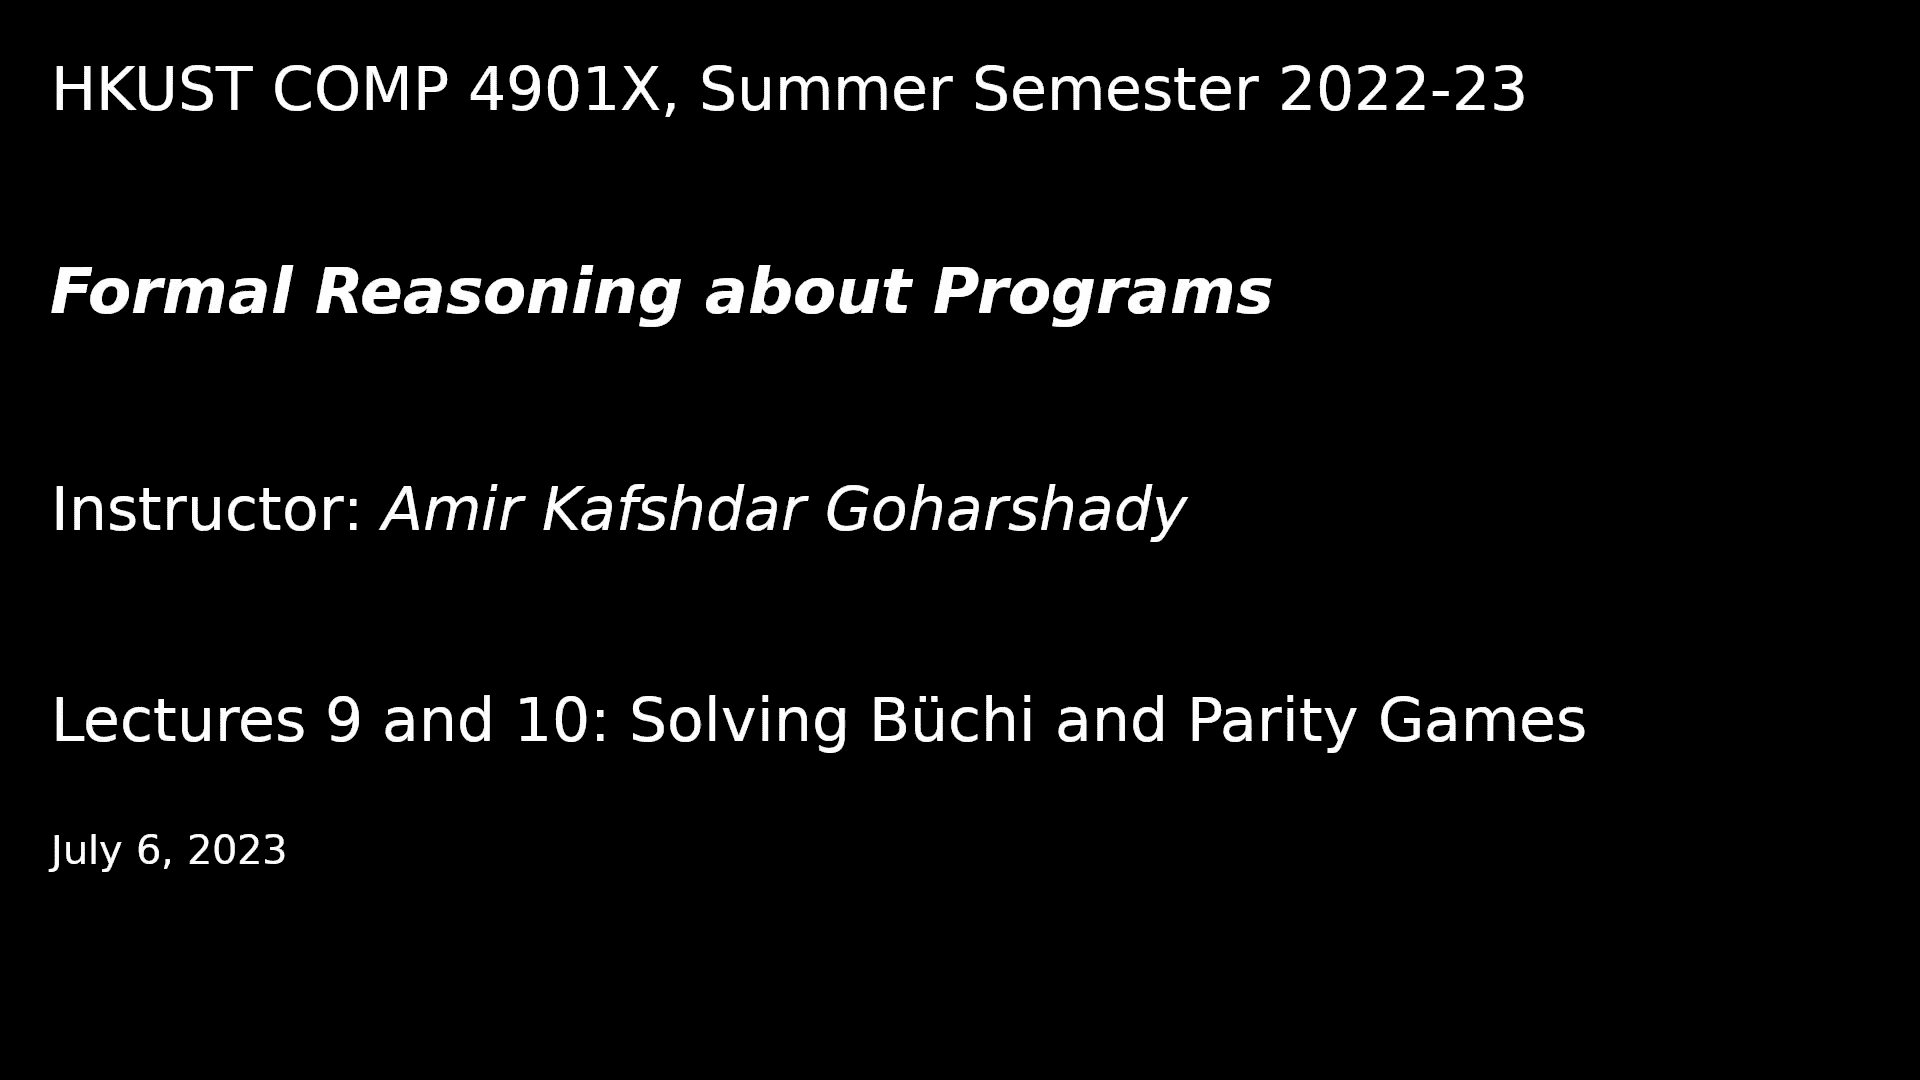 HKUST COMP 4901X, Summer Semester 2022-23
Formal Reasoning about Programs
Instructor: Amir Kafshdar Goharshady
Lectures 9 and 10: Solving Büchi and Parity Games
July 6, 2023